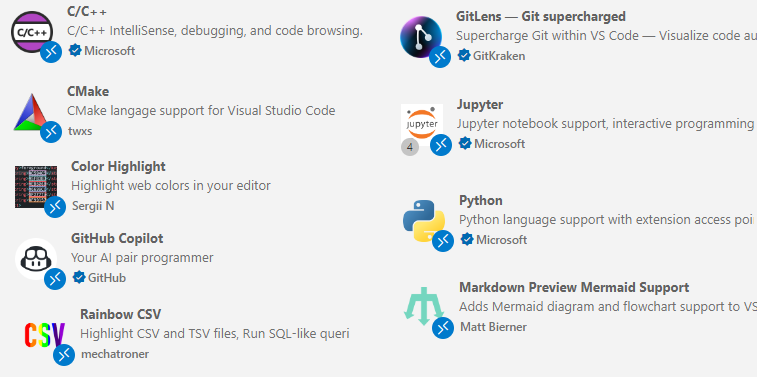 C/C++
C/C++ IntelliSense, debugging, and code browsing.
C/C++
Microsoft
CMake
CMake langage support for Visual Studio Code
twxs
Color Highlight
Highlight web colors in your editor
Sergii N
GitHub Copilot
Your AI pair programmer
GitHub
Rainbow CSV
Highlight CSV and TSV files, Run SQL-like queri
CSV
mechatroner
GitLens — Git supercharged
Supercharge Git within VS Code — Visualize code au
GitKraken
Jupyter
Jupyter notebook support, interactive programming
jupyter
4
Microsoft
Python
Python language support with extension access poi
Microsoft
Markdown Preview Mermaid Support
Adds Mermaid diagram and flowchart support to VS
Matt Bierner